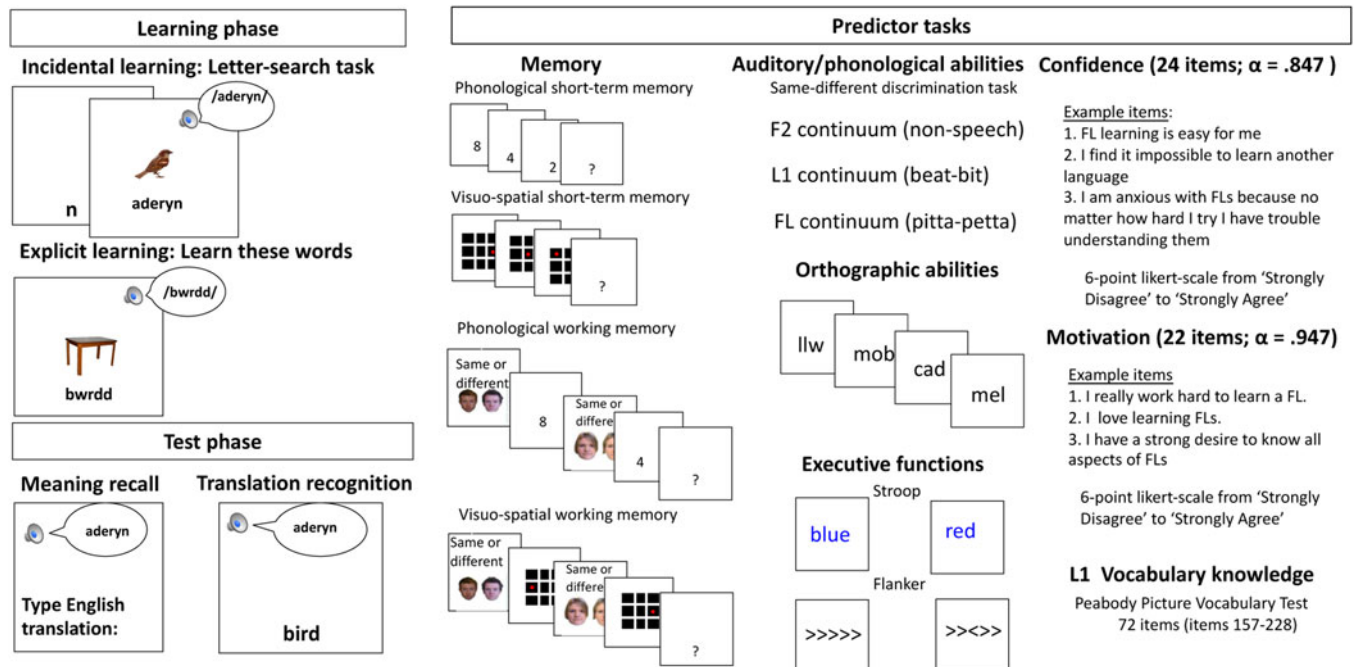 Learning phase
Incidental learning: Letter-search task
n
/aderyn/
aderyn
Explicit learning: Learn these words
/bwrdd/
bwrdd
Test phase
Meaning recall
aderyn
Type English
translation:
Translation recognition
aderyn
bird
Predictor tasks
Memory
Phonological short-term memory
8
4
2
?
Visuo-spatial short-term memory
?
Phonological working memory
Same or
different
8
Same or
differe
4
?
Visuo-spatial working memory
Same or
different
Same or
differe
?
Auditory/phonological abilities
Same-different discrimination task
F2 continuum (non-speech)
L1 continuum (beat-bit)
FL continuum (pitta-petta)
Orthographic abilities
llw
mob
cad
mel
Executive functions
Stroop
blue
red
Flanker
>>>>>
>><>>
Confidence (24 items; α = .847 )
Example items:
1. FL learning is easy for me
2. I find it impossible to learn another
language
3. I am anxious with FLs because no
matter how hard I try I have trouble
understanding them
6-point likert-scale from ‘Strongly
Disagree’ to ‘Strongly Agree’
Motivation (22 items; α = .947)
Example items
1. I really work hard to learn a FL.
2. I love learning FLs.
3. I have a strong desire to know all
aspects of FLs
6-point likert-scale from ‘Strongly
Disagree’ to ‘Strongly Agree’
L1 Vocabulary knowledge
Peabody Picture Vocabulary Test
72 items (items 157-228)